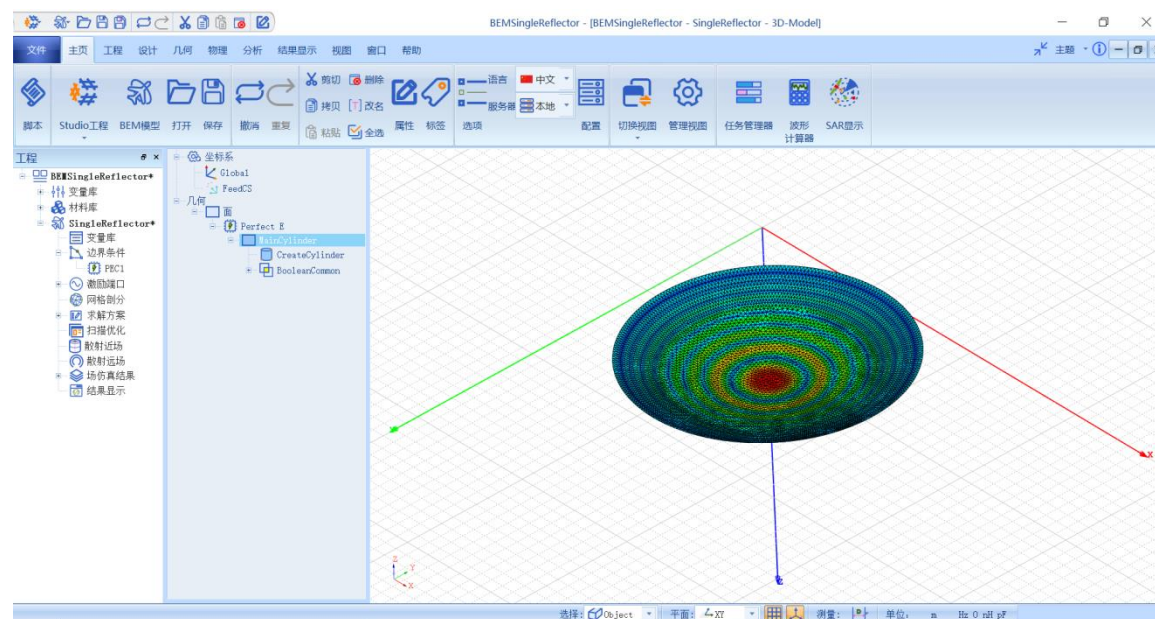 BEMSingleReflector - [BEMSingleReflector - SingleReflector - 3D-Model]
文件 主页 工程 设计 几何 物理 分析 结果显示 视图 窗口 帮助 主题
剪切 删除 语言 中文
拷贝 改名 服务器 本地
粘贴 全选
脚本 Studio工程 BEM模型 打开 保存 撤消 重复 属性 标签 选项 配置 切换视图 管理视图 任务管理器 波形计算器 SAR显示
工程
BEMSingleReflector*
变量库
材料库
SingleReflector*
变量库
边界条件
PEC1
激励端口
网格剖分
求解方案
扫描优化
散射近场
散射远场
场仿真结果
结果显示
坐标系
Global
FeedCS
几何
面
Perfect E
MainCylinder
CreateCylinder
BooleanCommon
X
Z
Y
X
选择: Object 平面: XY 测量: 单位: m Hz O nH pF